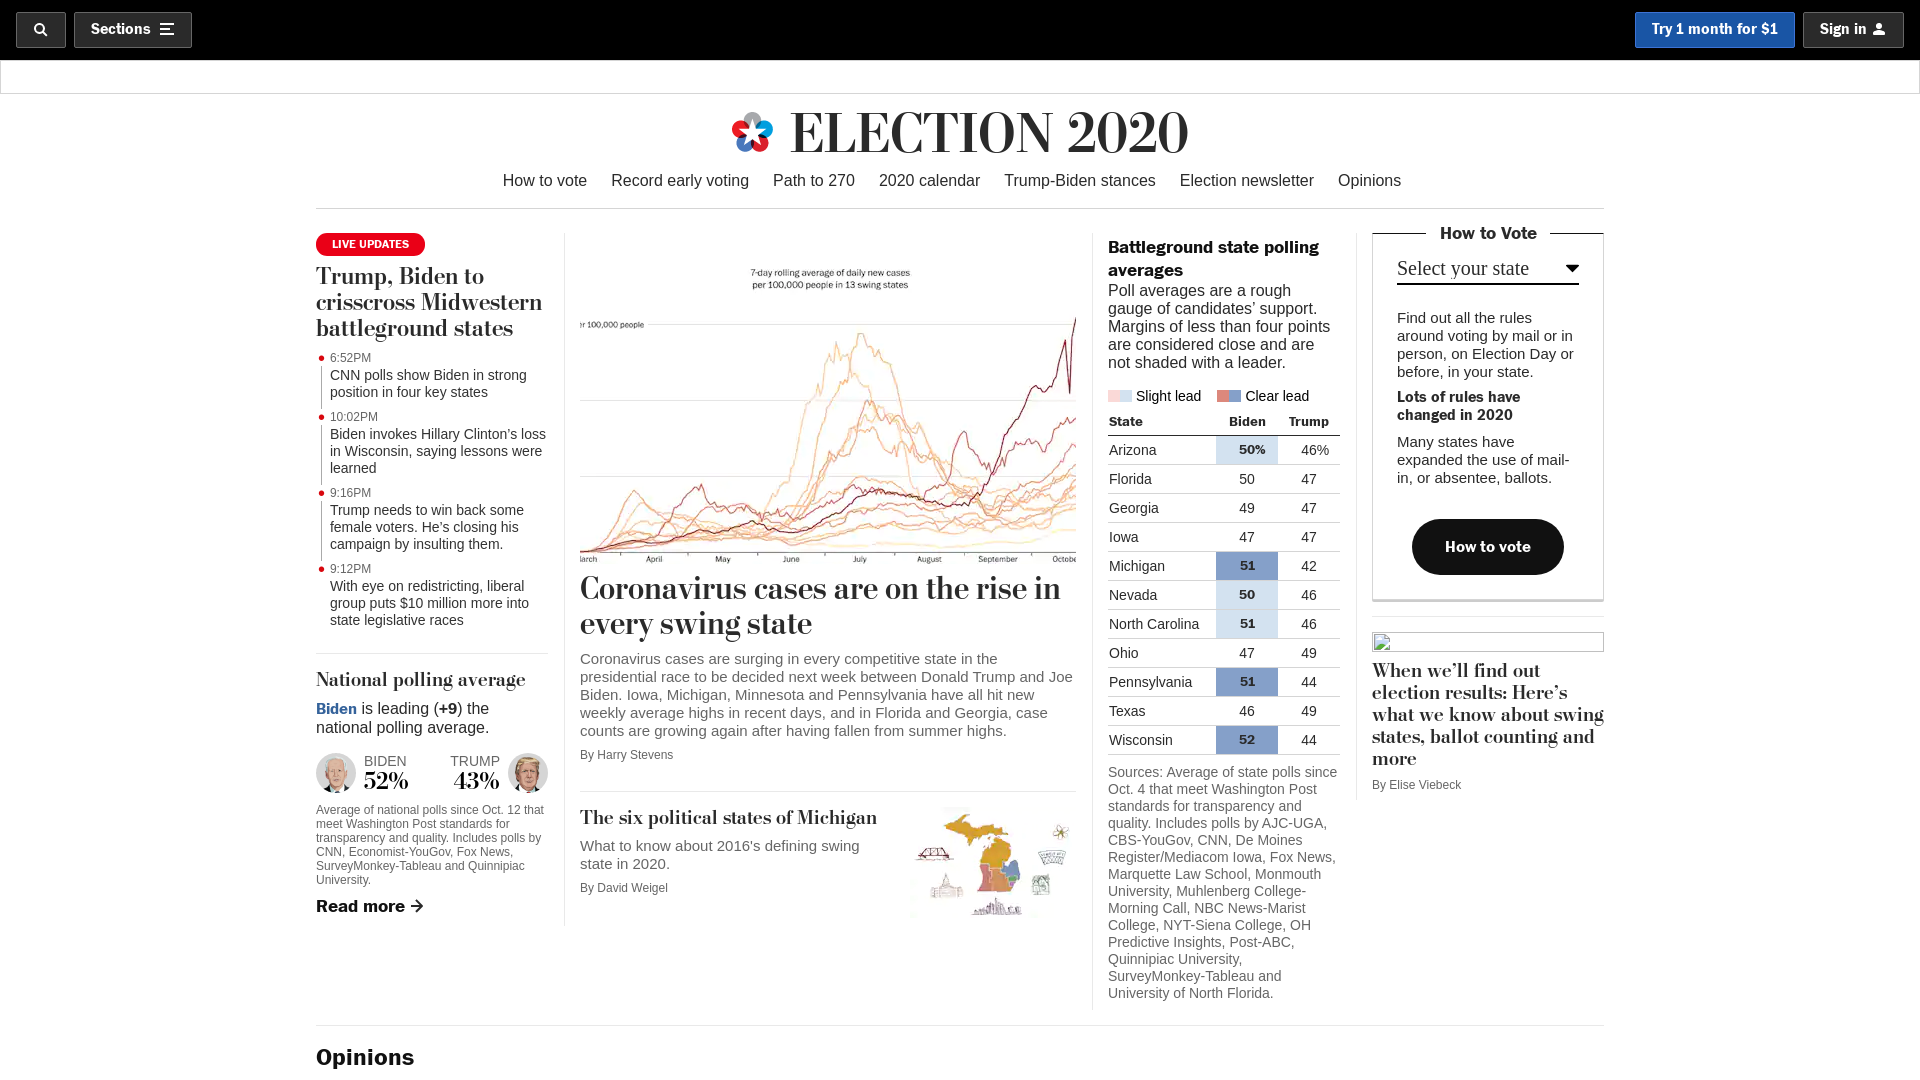 Sections
Try 1 month for $1
Sign in
ELECTION 2020
How to vote
Record early voting
Path to 270
2020 calendar
Trump-Biden stances
Election newsletter
Opinions
LIVE UPDATES
Trump, Biden to
crisscross Midwestern
battleground states
6:52PM
CNN polls show Biden in strong
position in four key states
10:02PM
Biden invokes Hillary Clinton’s loss
in Wisconsin, saying lessons were
learned
9:16PM
Trump needs to win back some
female voters. He’s closing his
campaign by insulting them.
9:12PM
With eye on redistricting, liberal
group puts $10 million more into
state legislative races
National polling average
Biden is leading (+9) the
national polling average.
BIDEN
52%
TRUMP
43%
Average of national polls since Oct. 12 that
meet Washington Post standards for
transparency and quality. Includes polls by
CNN, Economist-YouGov, Fox News,
SurveyMonkey-Tableau and Quinnipiac
University.
Read more
7-day rolling average of daily new cases
per 100,000 people in 13 swing states
er 100,000 people
arch April May June July August September Octobe
Coronavirus cases are on the rise in
every swing state
Coronavirus cases are surging in every competitive state in the
presidential race to be decided next week between Donald Trump and Joe
Biden. Iowa, Michigan, Minnesota and Pennsylvania have all hit new
weekly average highs in recent days, and in Florida and Georgia, case
counts are growing again after having fallen from summer highs.
By Harry Stevens
The six political states of Michigan
What to know about 2016's defining swing
state in 2020.
By David Weigel
Battleground state polling
averages
Poll averages are a rough
gauge of candidates’ support.
Margins of less than four points
are considered close and are
not shaded with a leader.
Slight lead Clear lead
State Biden Trump
Arizona 50% 46%
Florida 50 47
Georgia 49 47
Iowa 47 47
Michigan 51 42
Nevada 50 46
North Carolina 51 46
Ohio 47 49
Pennsylvania 51 44
Texas 46 49
Wisconsin 52 44
Sources: Average of state polls since
Oct. 4 that meet Washington Post
standards for transparency and
quality. Includes polls by AJC-UGA,
CBS-YouGov, CNN, De Moines
Register/Mediacom Iowa, Fox News,
Marquette Law School, Monmouth
University, Muhlenberg College-
Morning Call, NBC News-Marist
College, NYT-Siena College, OH
Predictive Insights, Post-ABC,
Quinnipiac University,
SurveyMonkey-Tableau and
University of North Florida.
How to Vote
Select your state
Find out all the rules
around voting by mail or in
person, on Election Day or
before, in your state.
Lots of rules have
changed in 2020
Many states have
expanded the use of mail-
in, or absentee, ballots.
How to vote
When we’ll find out
election results: Here’s
what we know about swing
states, ballot counting and
more
By Elise Viebeck
Opinions